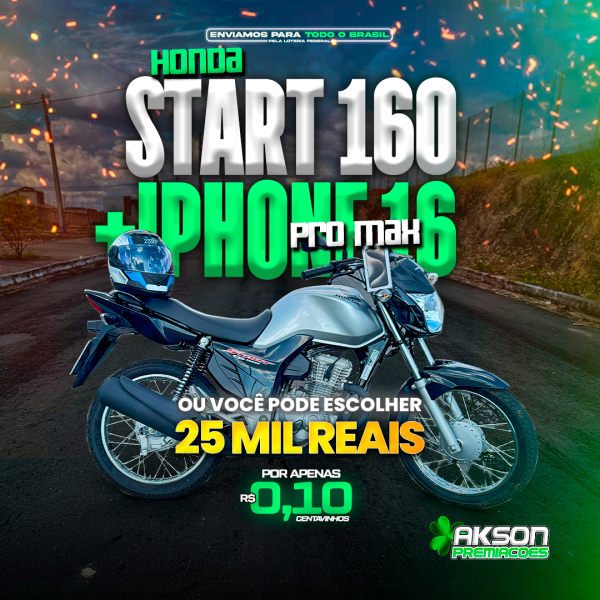 ENVIAMOS PARA TODO O BRASIL
PELA LOTERIA FEDERAL
HONDA
START 160
+ IPHONE 16
PRO MAX
OU VOCÊ PODE ESCOLHER
25 MIL REAIS
POR APENAS
R$ 0,10
CENTAVINHOS
AKSON
PREMIACOES